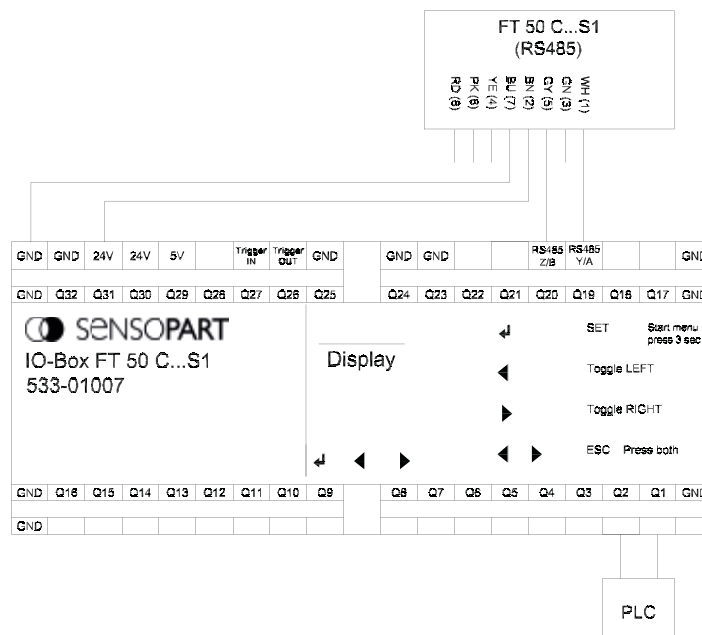 FT 50 C...S1
(RS485)
RD (8) PK (6) YE (4) BU (7) BN (2) GY (5) GN (3) WH (1)
GND GND 24V 24V 5V Trigger IN Trigger OUT GND GND GND RS485 Z/B RS485 Y/A GND
GND Q32 Q31 Q30 Q29 Q28 Q27 Q26 Q25 Q24 Q23 Q22 Q21 Q20 Q19 Q18 Q17 GND
SENSOPART
IO-Box FT 50 C...S1
533-01007
Display
SET Start menu
press 3 sec
Toggle LEFT
Toggle RIGHT
ESC Press both
GND Q16 Q15 Q14 Q13 Q12 Q11 Q10 Q9 Q8 Q7 Q6 Q5 Q4 Q3 Q2 Q1 GND
GND
PLC